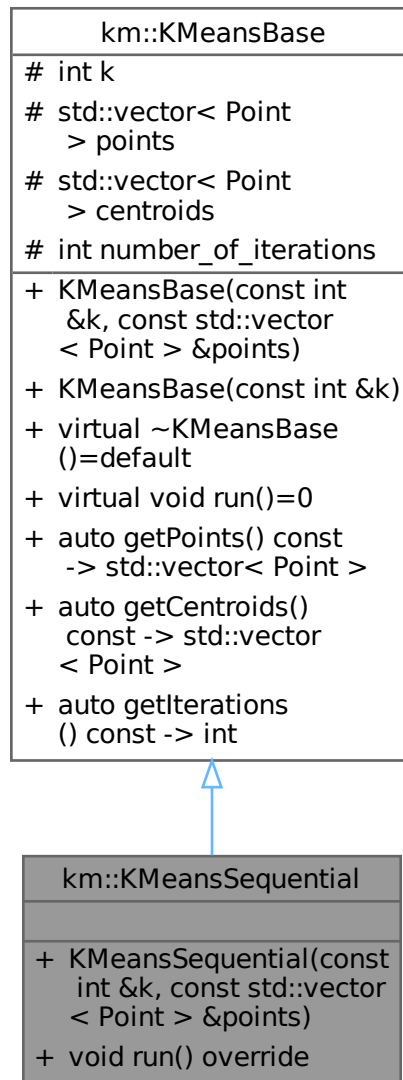 km::KMeansBase
# int k
# std::vector< Point
> points
# std::vector< Point
> centroids
# int number_of_iterations
+ KMeansBase(const int
&k, const std::vector
< Point > &points)
+ KMeansBase(const int &k)
+ virtual ~KMeansBase
()=default
+ virtual void run()=0
+ auto getPoints() const
-> std::vector< Point >
+ auto getCentroids()
const -> std::vector
< Point >
+ auto getIterations
() const -> int
km::KMeansSequential
+ KMeansSequential(const
int &k, const std::vector
< Point > &points)
+ void run() override